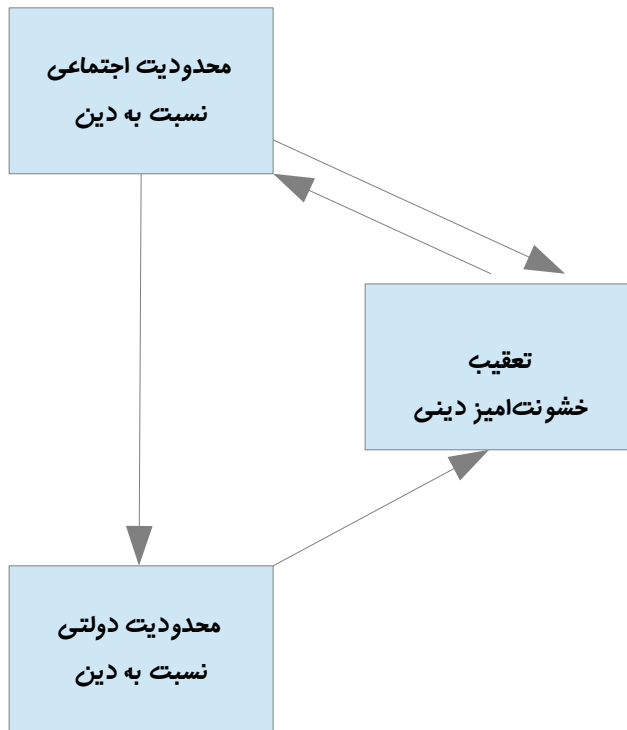 محدودیت اجتماعی
نسبت به دین
تعقیب
خشونت‌امیز دینی
محدودیت دولتی
نسبت به دین